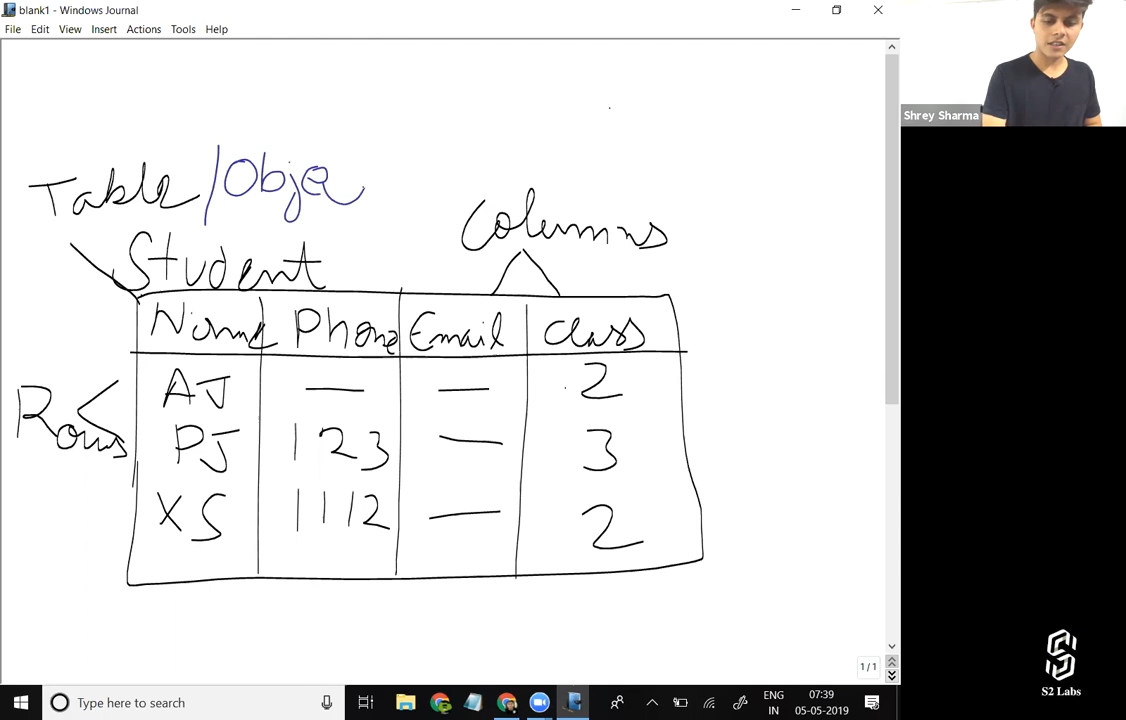 blank1 - Windows Journal
File Edit View Insert Actions Tools Help
Shrey Sharma
Table/Obje
Columns
Student
Name Phone Email Class
AJ — — 2
Rows
PJ 123 — 3
XS 1112 — 2
1/1
S2 Labs
Type here to search
ENG 07:39
IN 05-05-2019